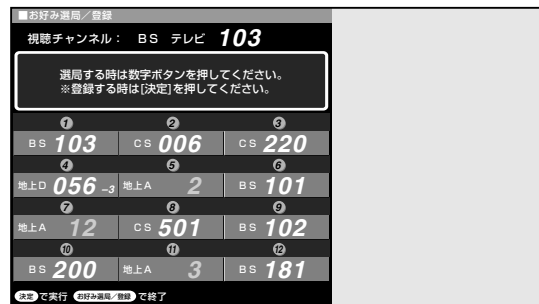 ■お好み選局／登録
視聴チャンネル： BS テレビ 103
選局する時は数字ボタンを押してください。
※登録する時は[決定]を押してください。
① ② ③
BS 103 CS 006 CS 220
④ ⑤ ⑥
地上D 056 -3 地上A 2 BS 101
⑦ ⑧ ⑨
地上A 12 CS 501 BS 102
⑩ ⑪ ⑫
BS 200 地上A 3 BS 181
決定 で実行 お好み選局／登録 で終了